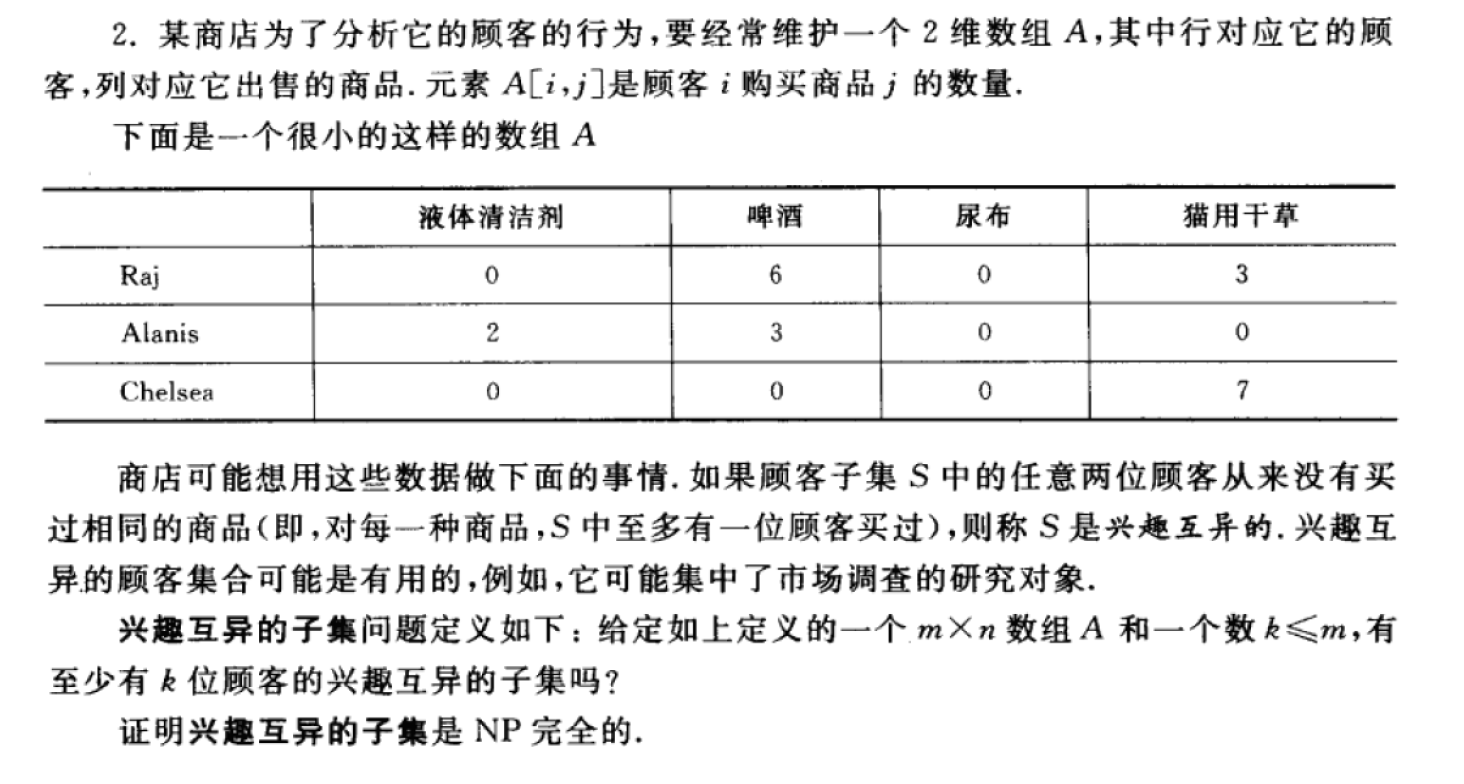 2. 某商店为了分析它的顾客的行为,要经常维护一个 2 维数组 A,其中行对应它的顾
客,列对应它出售的商品. 元素 A[i,j]是顾客 i 购买商品 j 的数量.
下面是一个很小的这样的数组 A
液体清洁剂 啤酒 尿布 猫用干草
Raj 0 6 0 3
Alanis 2 3 0 0
Chelsea 0 0 0 7
商店可能想用这些数据做下面的事情. 如果顾客子集 S 中的任意两位顾客从来没有买
过相同的商品(即,对每一种商品,S 中至多有一位顾客买过),则称 S 是兴趣互异的. 兴趣互
异的顾客集合可能是有用的,例如,它可能集中了市场调查的研究对象.
兴趣互异的子集问题定义如下:给定如上定义的一个 m×n 数组 A 和一个数 k≤m,有
至少有 k 位顾客的兴趣互异的子集吗?
证明兴趣互异的子集是 NP 完全的.